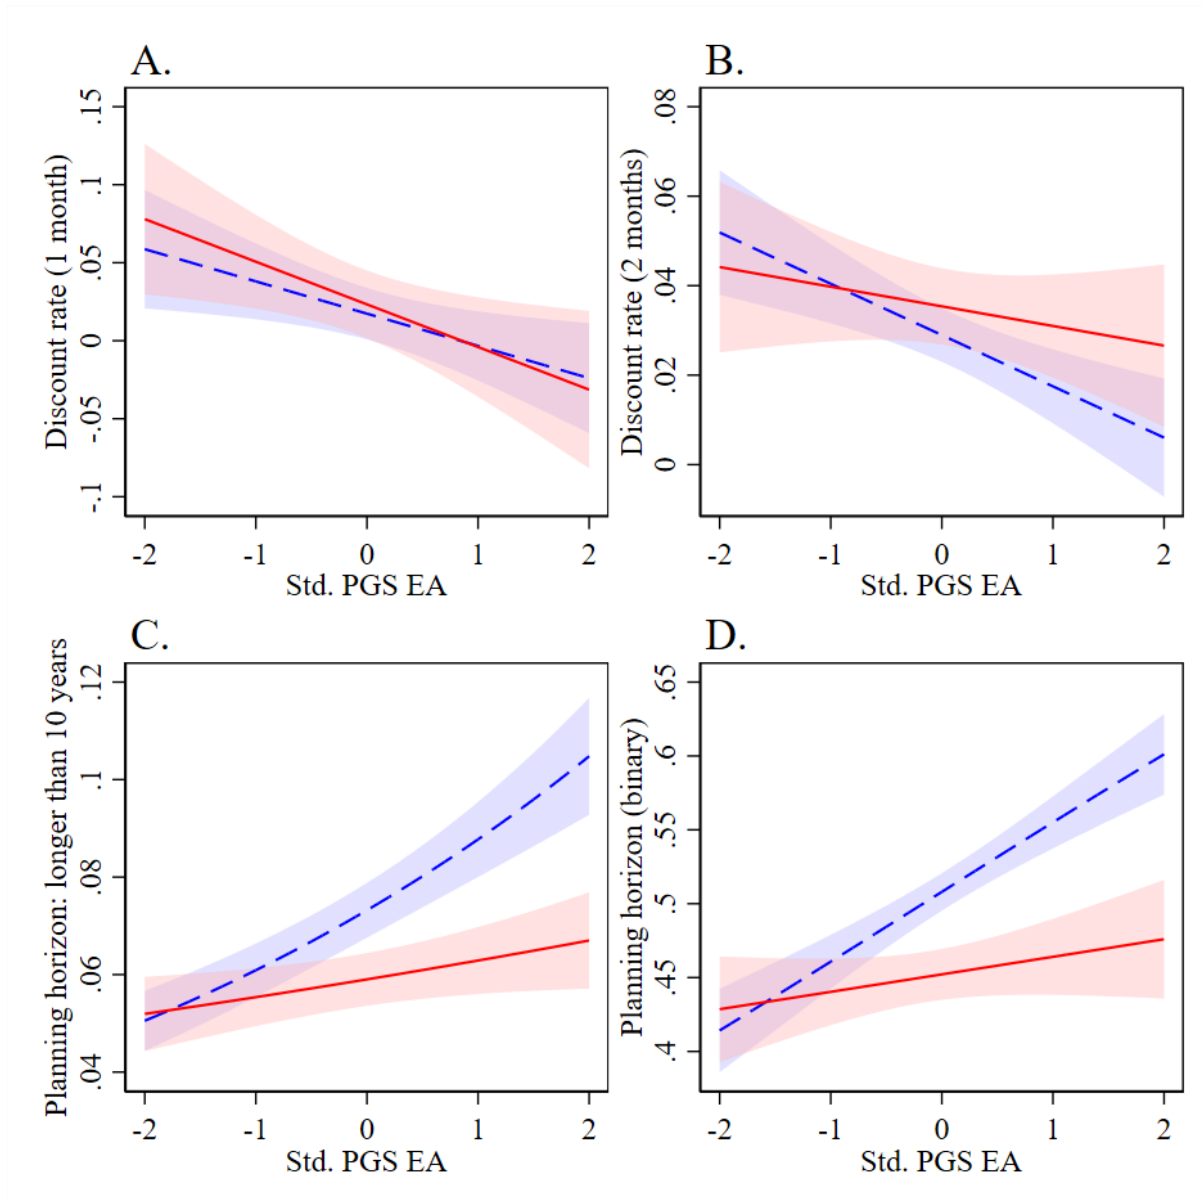 A.
Discount rate (1 month)
.15
.1
.05
0
-.05
-.1
-2 -1 0 1 2
Std. PGS EA
B.
Discount rate (2 months)
.08
.06
.04
.02
0
-2 -1 0 1 2
Std. PGS EA
C.
Planning horizon: longer than 10 years
.12
.1
.08
.06
.04
-2 -1 0 1 2
Std. PGS EA
D.
Planning horizon (binary)
.65
.6
.55
.5
.45
.4
-2 -1 0 1 2
Std. PGS EA